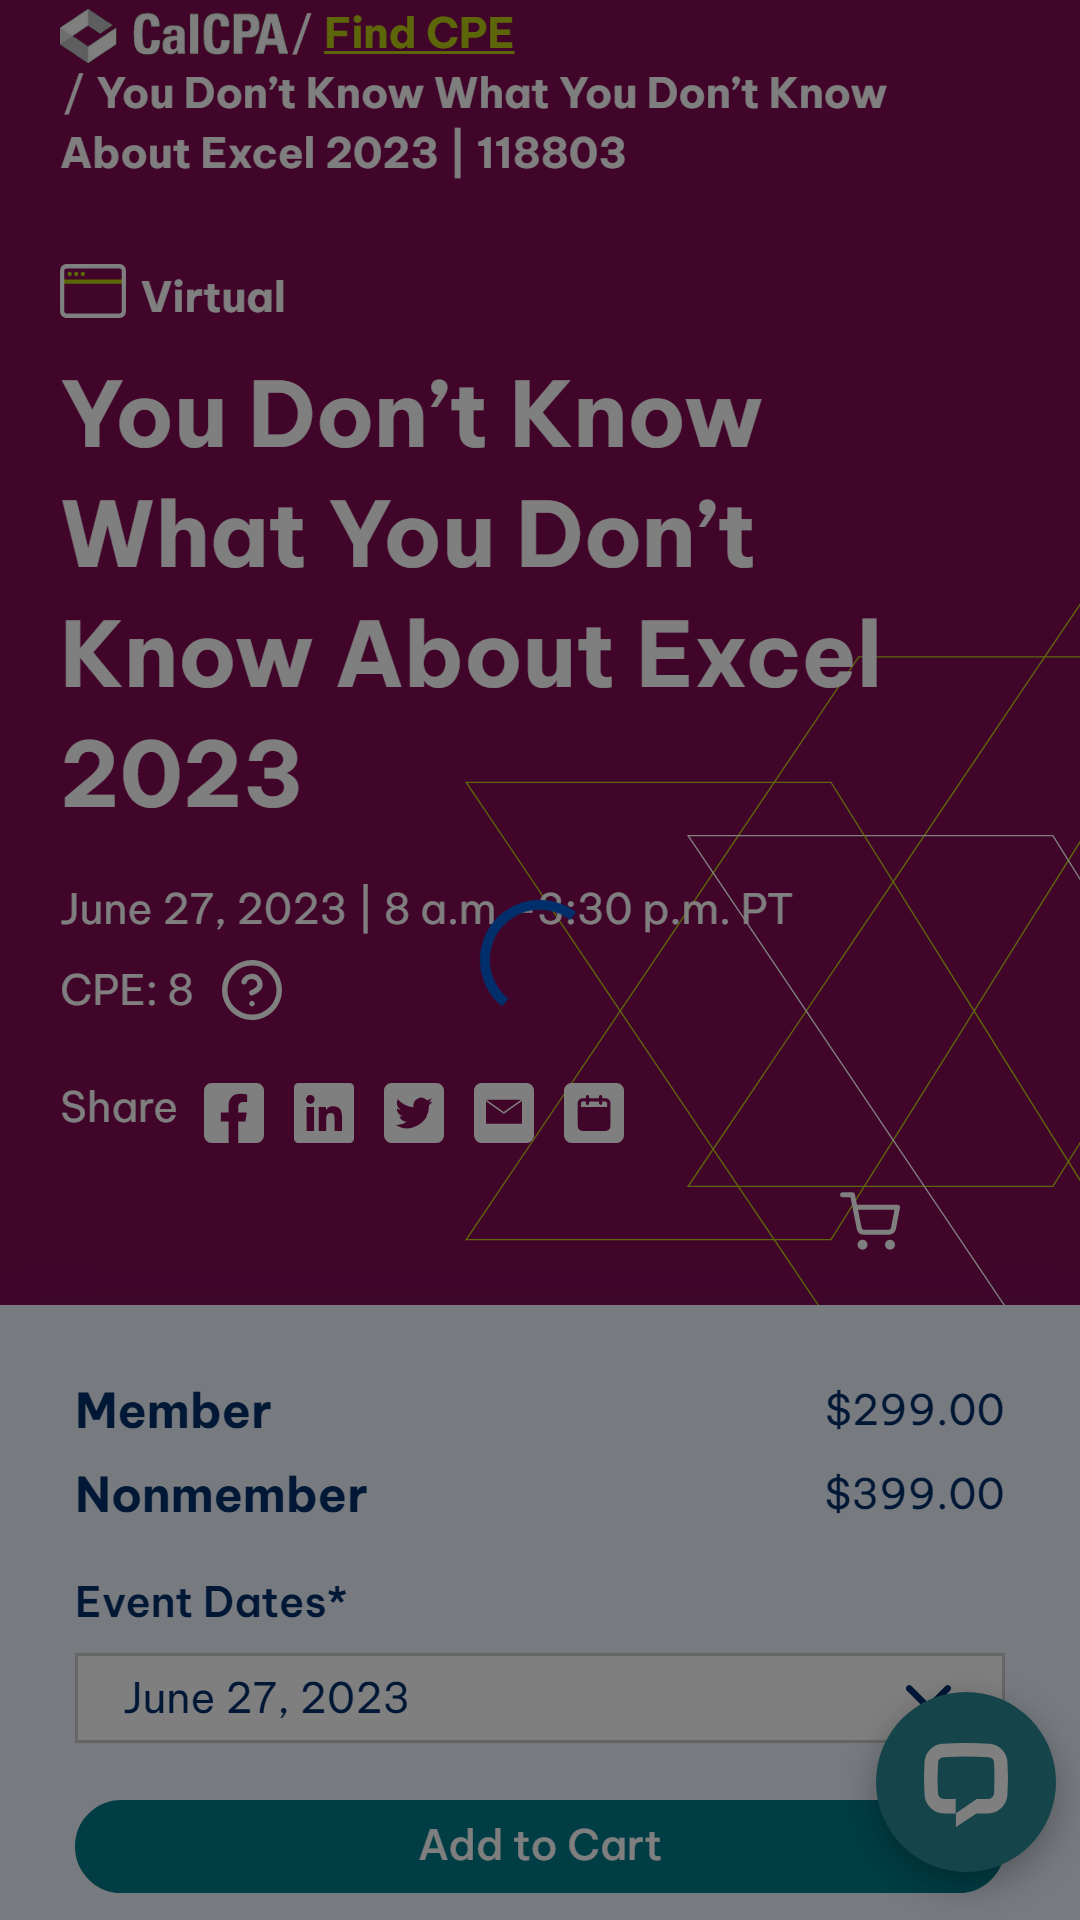 CalCPA / Find CPE
/ You Don’t Know What You Don’t Know
About Excel 2023 | 118803
Virtual
You Don’t Know
What You Don’t
Know About Excel
2023
June 27, 2023 | 8 a.m.–3:30 p.m. PT
CPE: 8
Share
Member $299.00
Nonmember $399.00
Event Dates*
June 27, 2023
Add to Cart